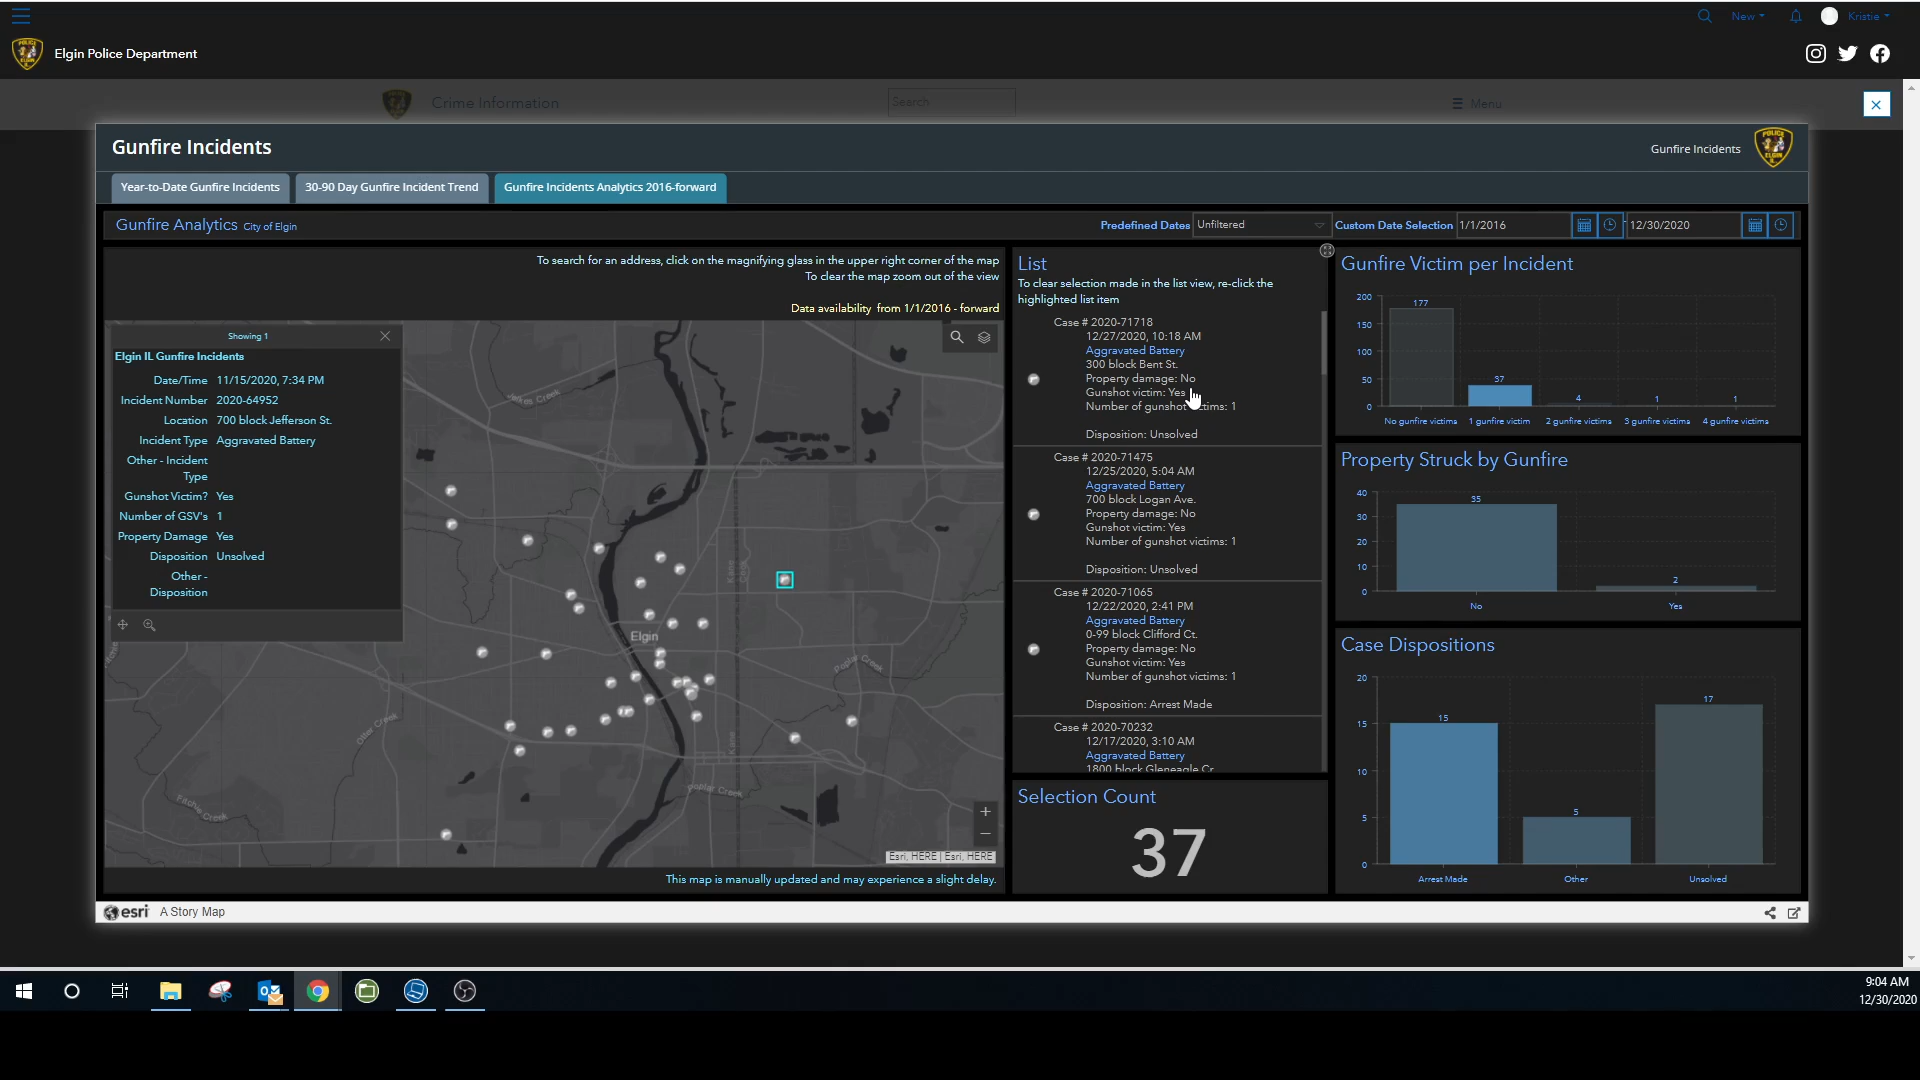 New
Kristie
Elgin Police Department
Crime Information
Search
Menu
Gunfire Incidents
Gunfire Incidents
Year-to-Date Gunfire Incidents
30-90 Day Gunfire Incident Trend
Gunfire Incidents Analytics 2016-forward
Gunfire Analytics City of Elgin
Predefined Dates
Unfiltered
Custom Date Selection
1/1/2016
-
12/30/2020
To search for an address, click on the magnifying glass in the upper right corner of the map
To clear the map zoom out of the view
Data availability from 1/1/2016 - forward
Showing 1
Elgin IL Gunfire Incidents
Date/Time 11/15/2020, 7:34 PM
Incident Number 2020-64952
Location 700 block Jefferson St.
Incident Type Aggravated Battery
Other - Incident
Type
Gunshot Victim? Yes
Number of GSV's 1
Property Damage Yes
Disposition Unsolved
Other -
Disposition
Jelkes Creek
Elgin
Kane
Kane
Poplar Creek
Otter Creek
Fitchie Creek
Poplar Creek
Esri, HERE | Esri, HERE
This map is manually updated and may experience a slight delay.
List
To clear selection made in the list view, re-click the
highlighted list item
Case # 2020-71718
12/27/2020, 10:18 AM
Aggravated Battery
300 block Bent St.
Property damage: No
Gunshot victim: Yes
Number of gunshot victims: 1
Disposition: Unsolved
Case # 2020-71475
12/25/2020, 5:04 AM
Aggravated Battery
700 block Logan Ave.
Property damage: No
Gunshot victim: Yes
Number of gunshot victims: 1
Disposition: Unsolved
Case # 2020-71065
12/22/2020, 2:41 PM
Aggravated Battery
0-99 block Clifford Ct.
Property damage: No
Gunshot victim: Yes
Number of gunshot victims: 1
Disposition: Arrest Made
Case # 2020-70232
12/17/2020, 3:10 AM
Aggravated Battery
1800 block Gleneagle Cr
Selection Count
37
Gunfire Victim per Incident
200
150
100
50
0
177
37
4
1
1
No gunfire victims
1 gunfire victim
2 gunfire victims
3 gunfire victims
4 gunfire victims
Property Struck by Gunfire
40
30
20
10
0
35
2
No
Yes
Case Dispositions
20
15
10
5
0
15
5
17
Arrest Made
Other
Unsolved
esri A Story Map
9:04 AM
12/30/2020